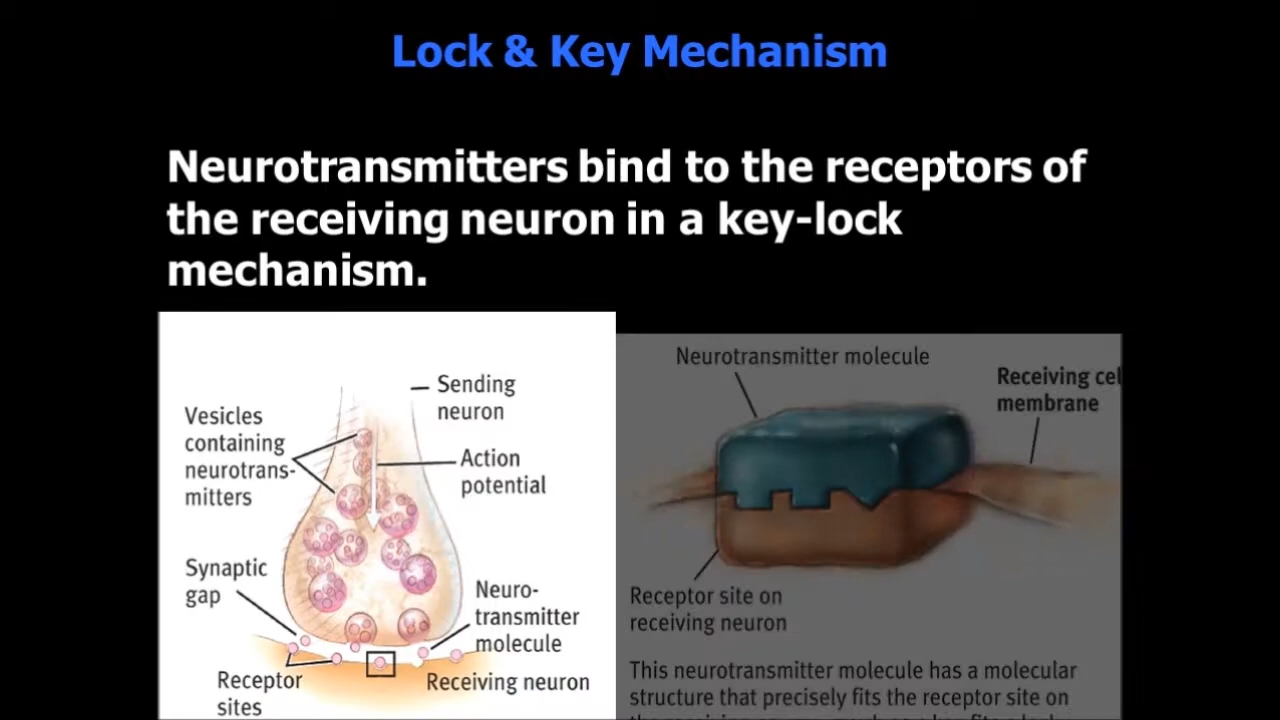 Lock & Key Mechanism
Neurotransmitters bind to the receptors of
the receiving neuron in a key-lock
mechanism.
Sending
neuron
Vesicles
containing
neurotrans-
mitters
Action
potential
Synaptic
gap
Neuro-
transmitter
molecule
Receptor
sites
Receiving neuron
Neurotransmitter molecule
Receiving cel
membrane
Receptor site on
receiving neuron
This neurotransmitter molecule has a molecular
structure that precisely fits the receptor site on